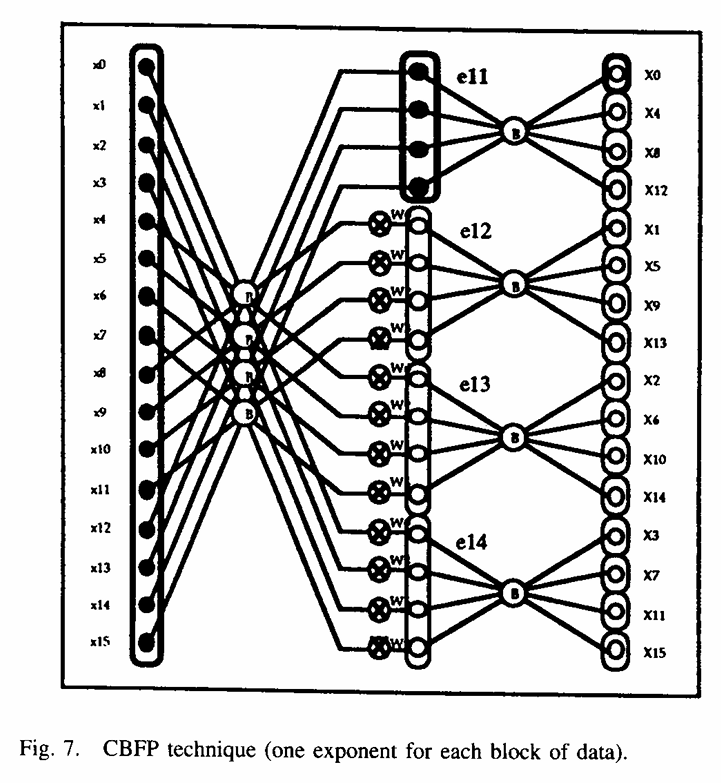 x0
x1
x2
x3
x4
x5
x6
x7
x8
x9
x10
x11
x12
x13
x14
x15
B
B
B
B
W
W
W
W
W
W
W
W
W
W
W
W
e11
e12
e13
e14
B
B
B
B
X0
X4
X8
X12
X1
X5
X9
X13
X2
X6
X10
X14
X3
X7
X11
X15
Fig. 7. CBFP technique (one exponent for each block of data).